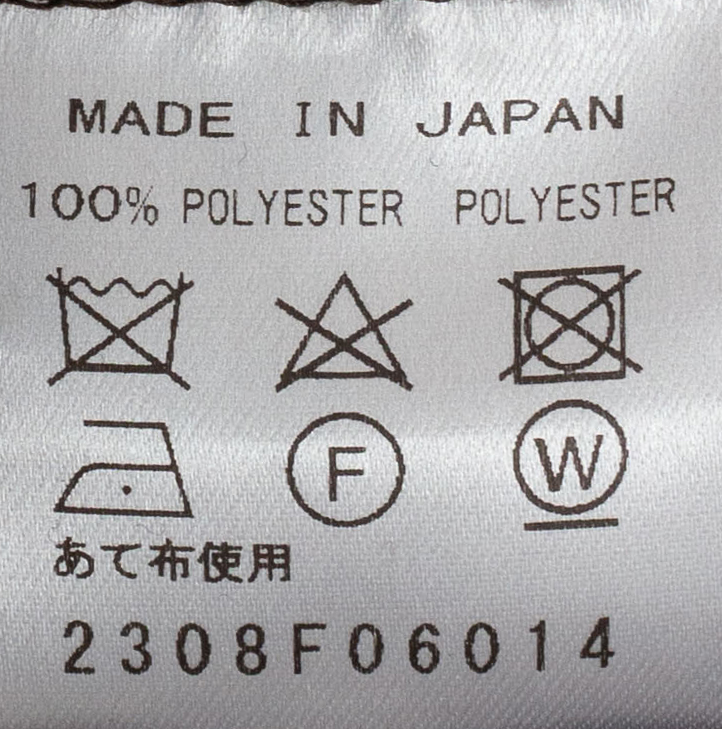 MADE IN JAPAN
100% POLYESTER POLYESTER
F W
あて布使用
2308F06014